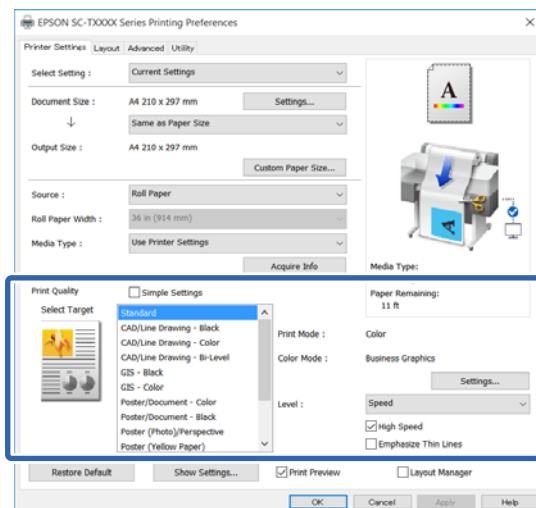 EPSON SC-TXXXX Series Printing Preferences
Printer Settings Layout Advanced Utility
Select Setting : Current Settings
Document Size : A4 210 x 297 mm Settings...
Same as Paper Size
Output Size : A4 210 x 297 mm
Custom Paper Size...
Source : Roll Paper
Roll Paper Width : 36 in (914 mm)
Media Type : Use Printer Settings
Acquire Info
A
A
Media Type:
Paper Remaining:
11 ft
Print Quality Simple Settings
Select Target
Standard
CAD/Line Drawing - Black
CAD/Line Drawing - Color
CAD/Line Drawing - Bi-Level
GIS - Black
GIS - Color
Poster/Document - Color
Poster/Document - Black
Poster (Photo)/Perspective
Poster (Yellow Paper)
Print Mode : Color
Color Mode : Business Graphics
Settings...
Level : Speed
High Speed
Emphasize Thin Lines
Restore Default Show Settings... Print Preview Layout Manager
OK Cancel Apply Help